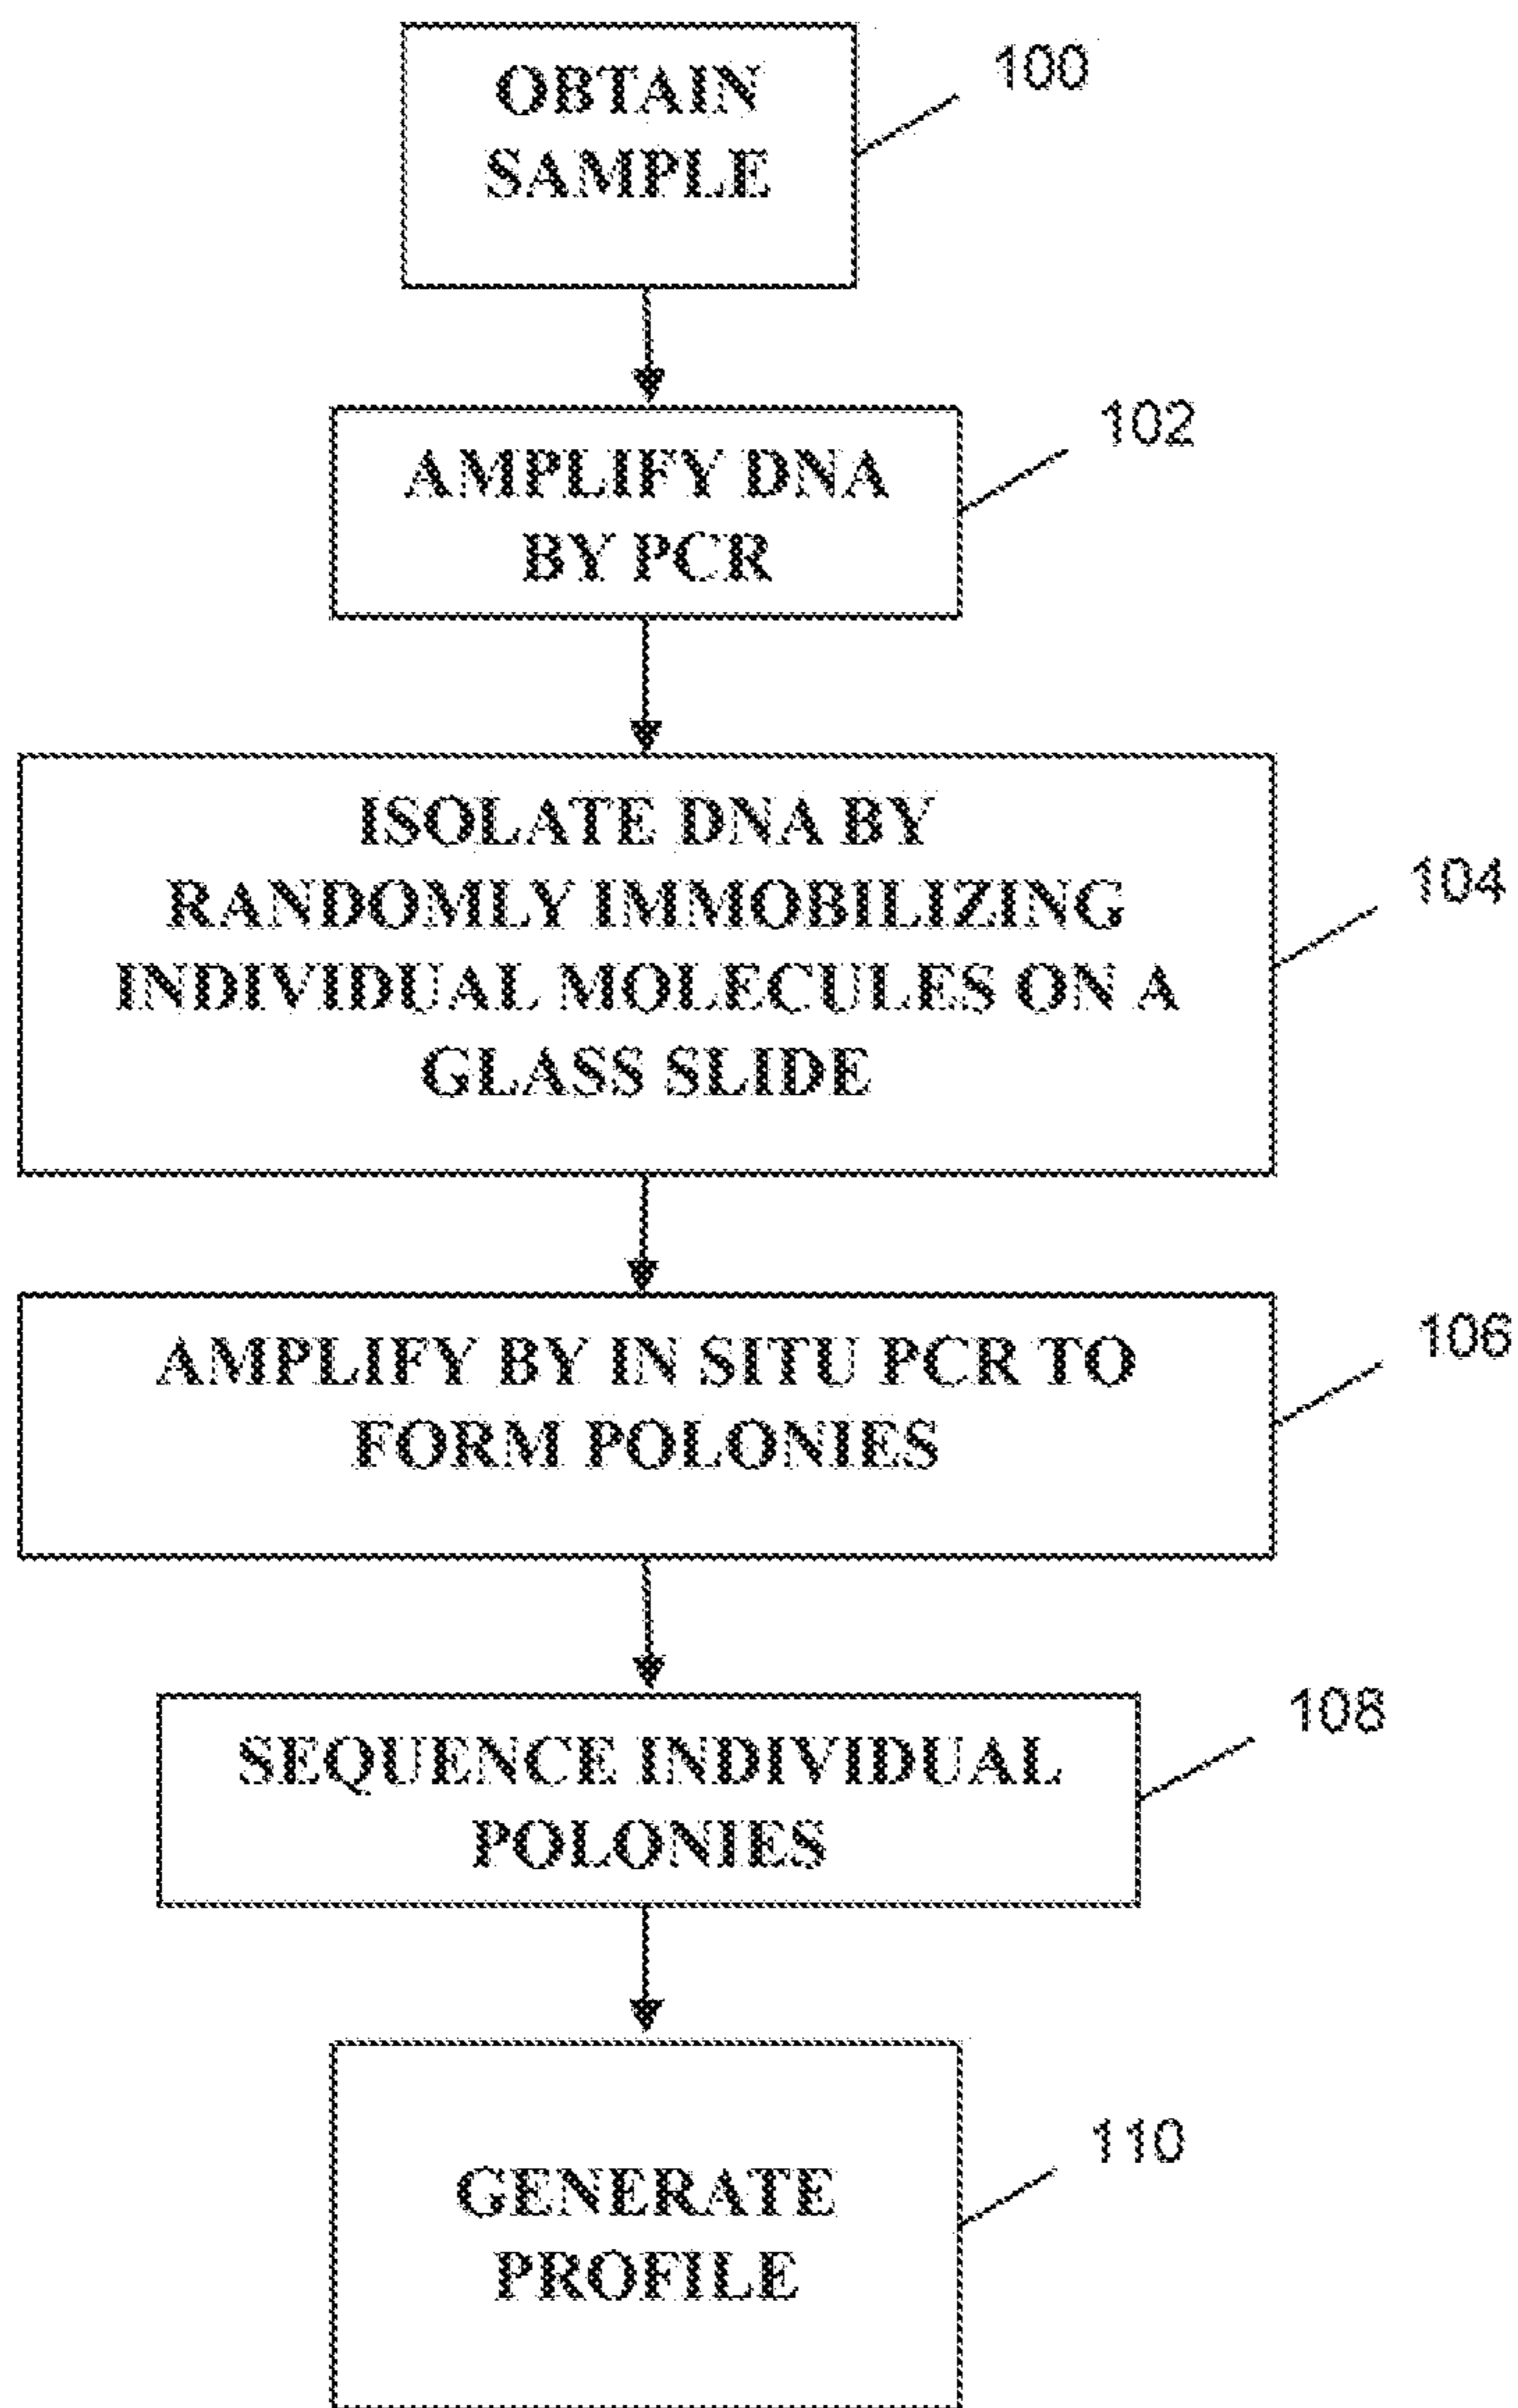 OBTAIN
SAMPLE
100
AMPLIFY DNA
BY PCR
102
ISOLATE DNA BY
RANDOMLY IMMOBILIZING
INDIVIDUAL MOLECULES ON A
GLASS SLIDE
104
AMPLIFY BY IN SITU PCR TO
FORM POLONIES
106
SEQUENCE INDIVIDUAL
POLONIES
108
GENERATE
PROFILE
110